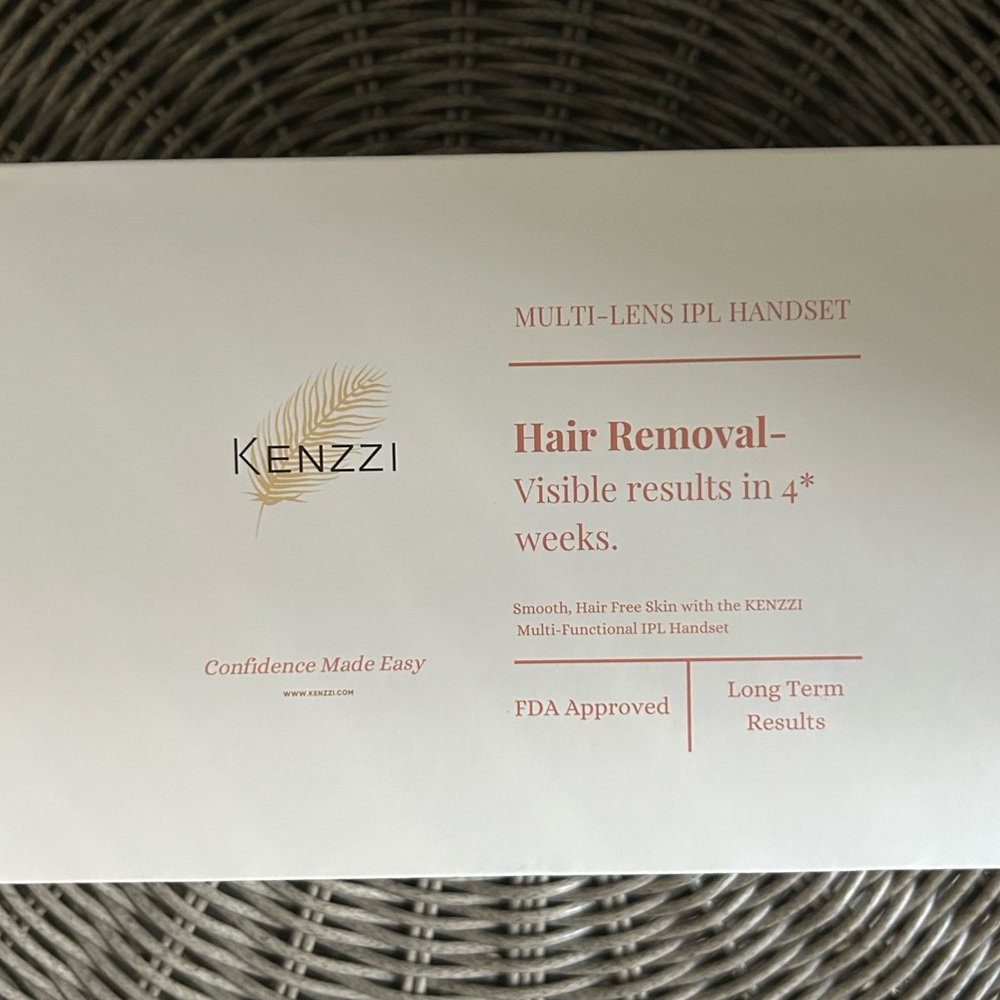 KENZZI
Confidence Made Easy
WWW.KENZZI.COM
MULTI-LENS IPL HANDSET
Hair Removal-
Visible results in 4*
weeks.
Smooth, Hair Free Skin with the KENZZI
Multi-Functional IPL Handset
FDA Approved
Long Term
Results